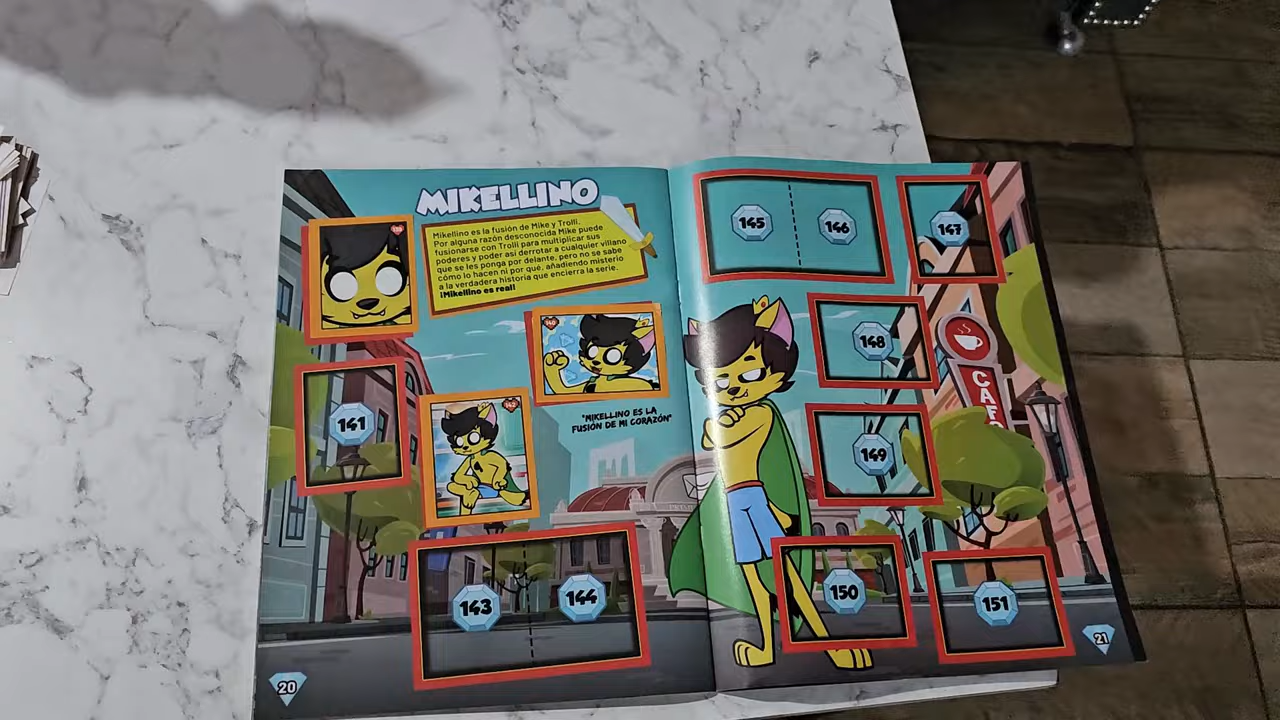 MIKELLINO
Mikellino es la fusión de Mike y Trolli.
Por alguna razón desconocida Mike puede
fusionarse con Trolli para multiplicar sus
poderes y poder así derrotar a cualquier villano
que se les ponga por delante, pero no se sabe
cómo lo hacen ni por qué, añadiendo misterio
a la verdadera historia que encierra la serie.
¡Mikellino es real!
140
141
142
"MIKELLINO ES LA
FUSIÓN DE MI CORAZÓN"
143
144
20
145
146
147
148
CAFÉ
149
150
151
21